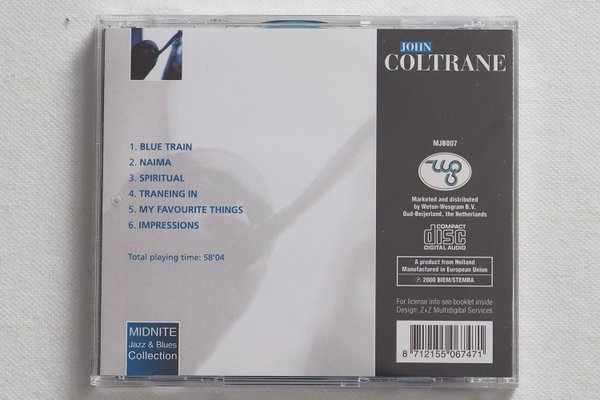 JOHN
COLTRANE
1. BLUE TRAIN
2. NAIMA
3. SPIRITUAL
4. TRANEING IN
5. MY FAVOURITE THINGS
6. IMPRESSIONS
Total playing time: 58'04
MIDNITE
Jazz & Blues
Collection
MJB007
Marketed and distributed
by Weton-Wesgram B.V.
Oud-Beijerland, the Netherlands
COMPACT
disc
DIGITAL AUDIO
A product from Holland
Manufactured in European Union
℗ 2000 BIEM/STEMRA
For license info see booklet inside
Design: Z+Z Multidigital Services
8 712155 067471